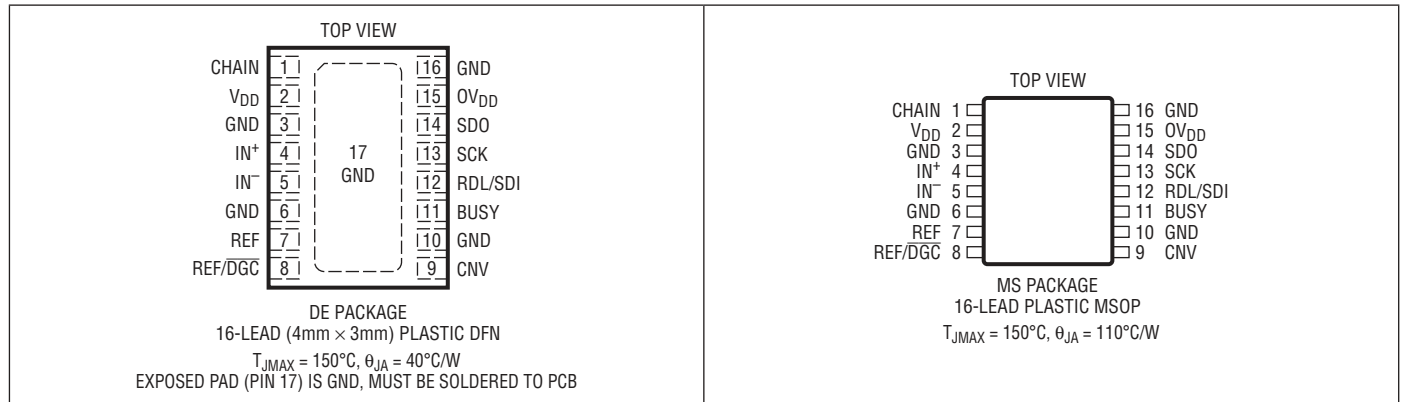 TOP VIEW
CHAIN 1 16 GND
VDD 2 15 OVDD
GND 3 14 SDO
IN+ 4 17 13 SCK
IN– 5 GND 12 RDL/SDI
GND 6 11 BUSY
REF 7 10 GND
REF/DGC 8 9 CNV
DE PACKAGE
16-LEAD (4mm × 3mm) PLASTIC DFN
TJMAX = 150°C, θJA = 40°C/W
EXPOSED PAD (PIN 17) IS GND, MUST BE SOLDERED TO PCB
TOP VIEW
CHAIN 1 16 GND
VDD 2 15 OVDD
GND 3 14 SDO
IN+ 4 13 SCK
IN– 5 12 RDL/SDI
GND 6 11 BUSY
REF 7 10 GND
REF/DGC 8 9 CNV
MS PACKAGE
16-LEAD PLASTIC MSOP
TJMAX = 150°C, θJA = 110°C/W